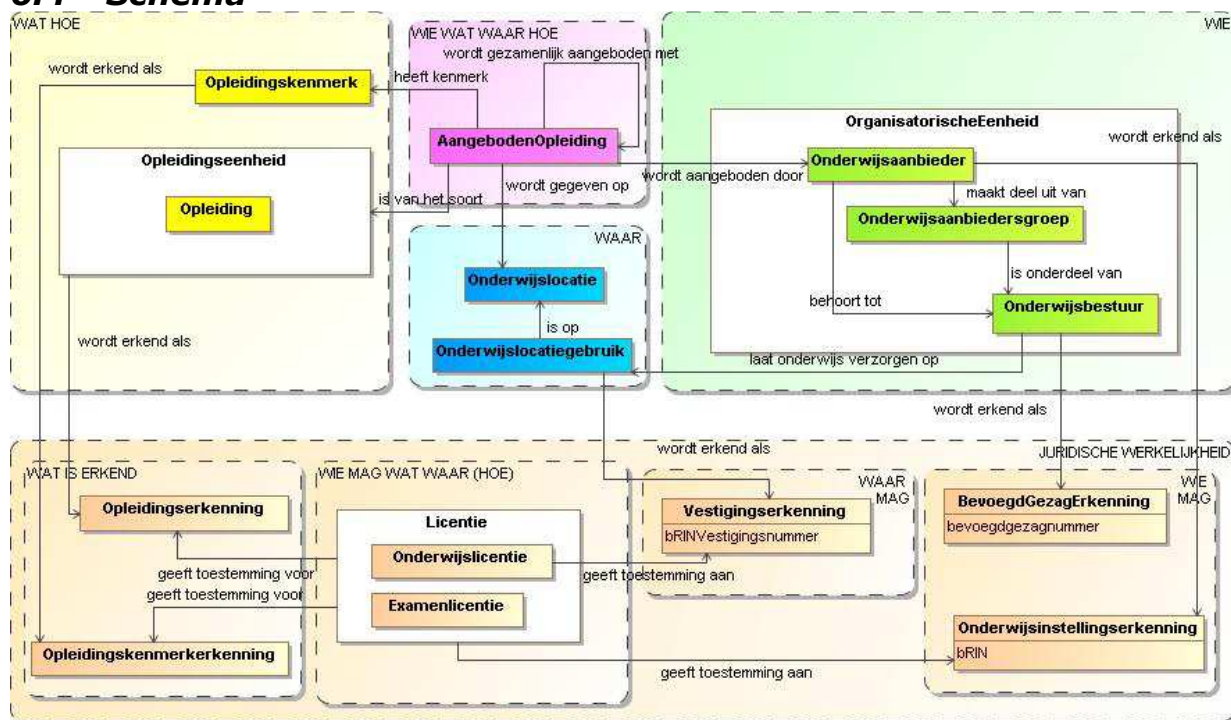 WAT HOE
WIE WAT WAAR HOE
WIE
wordt gezamenlijk aangeboden met
wordt erkend als
Opleidingskenmerk
heeft kenmerk
OrganisatorischeEenheid
wordt erkend als
AangebodenOpleiding
Opleidingseenheid
Onderwijsaanbieder
wordt aangeboden door
wordt gegeven op
maakt deel uit van
is van het soort
Opleiding
Onderwijsaanbiedersgroep
WAAR
Onderwijslocatie
is onderdeel van
behoort tot
Onderwijsbestuur
is op
wordt erkend als
Onderwijslocatiegebruik
laat onderwijs verzorgen op
wordt erkend als
wordt erkend als
JURIDISCHE WERKELIJKHEID
WAT IS ERKEND
WIE MAG WAT WAAR (HOE)
WAAR
MAG
WIE
MAG
Opleidingserkenning
Licentie
Vestigingserkenning
bRINVestigingsnummer
BevoegdGezagErkenning
bevoegdgezagnummer
Onderwijslicentie
geeft toestemming voor
geeft toestemming aan
geeft toestemming voor
Examenlicentie
Onderwijsinstellingserkenning
bRIN
Opleidingskenmerkerkenning
geeft toestemming aan